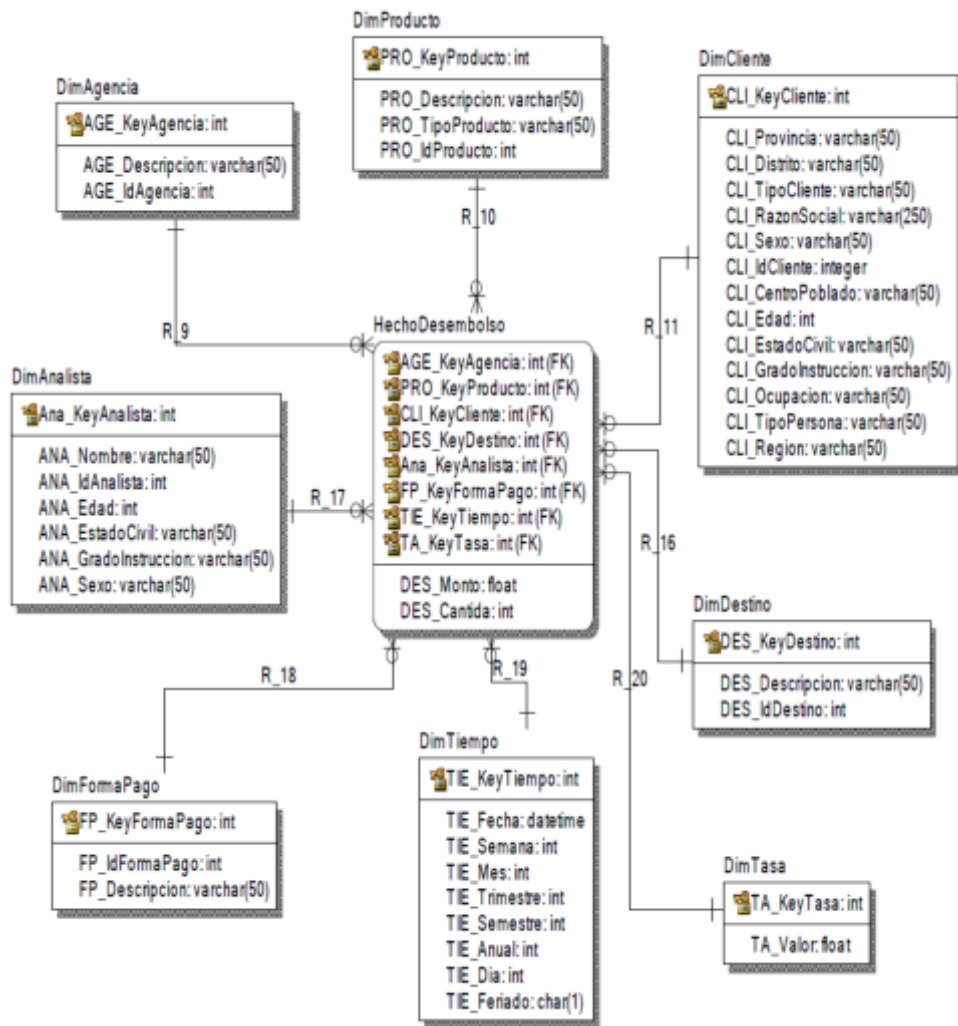 DimProducto
PRO_KeyProducto: int
PRO_Descripcion: varchar(50)
PRO_TipoProducto: varchar(50)
PRO_IdProducto: int
DimCliente
CLI_KeyCliente: int
CLI_Provincia: varchar(50)
CLI_Distrito: varchar(50)
CLI_TipoCliente: varchar(50)
CLI_RazonSocial: varchar(250)
CLI_Sexo: varchar(50)
CLI_IdCliente: integer
CLI_CentroPoblado: varchar(50)
CLI_Edad: int
CLI_EstadoCivil: varchar(50)
CLI_GradoInstruccion: varchar(50)
CLI_Ocupacion: varchar(50)
CLI_TipoPersona: varchar(50)
CLI_Region: varchar(50)
DimAgencia
AGE_KeyAgencia: int
AGE_Descripcion: varchar(50)
AGE_IdAgencia: int
R_10
R_9
R_11
HechoDesembolso
AGE_KeyAgencia: int (FK)
PRO_KeyProducto: int (FK)
CLI_KeyCliente: int (FK)
DES_KeyDestino: int (FK)
Ana_KeyAnalista: int (FK)
FP_KeyFormaPago: int (FK)
TIE_KeyTiempo: int (FK)
TA_KeyTasa: int (FK)
DES_Monto: float
DES_Cantida: int
DimAnalista
Ana_KeyAnalista: int
ANA_Nombre: varchar(50)
ANA_IdAnalista: int
ANA_Edad: int
ANA_EstadoCivil: varchar(50)
ANA_GradoInstruccion: varchar(50)
ANA_Sexo: varchar(50)
R_17
R_16
DimDestino
DES_KeyDestino: int
DES_Descripcion: varchar(50)
DES_IdDestino: int
R_18
R_19
R_20
DimFormaPago
FP_KeyFormaPago: int
FP_IdFormaPago: int
FP_Descripcion: varchar(50)
DimTiempo
TIE_KeyTiempo: int
TIE_Fecha: datetime
TIE_Semana: int
TIE_Mes: int
TIE_Trimestre: int
TIE_Semestre: int
TIE_Anual: int
TIE_Dia: int
TIE_Feriado: char(1)
DimTasa
TA_KeyTasa: int
TA_Valor: float